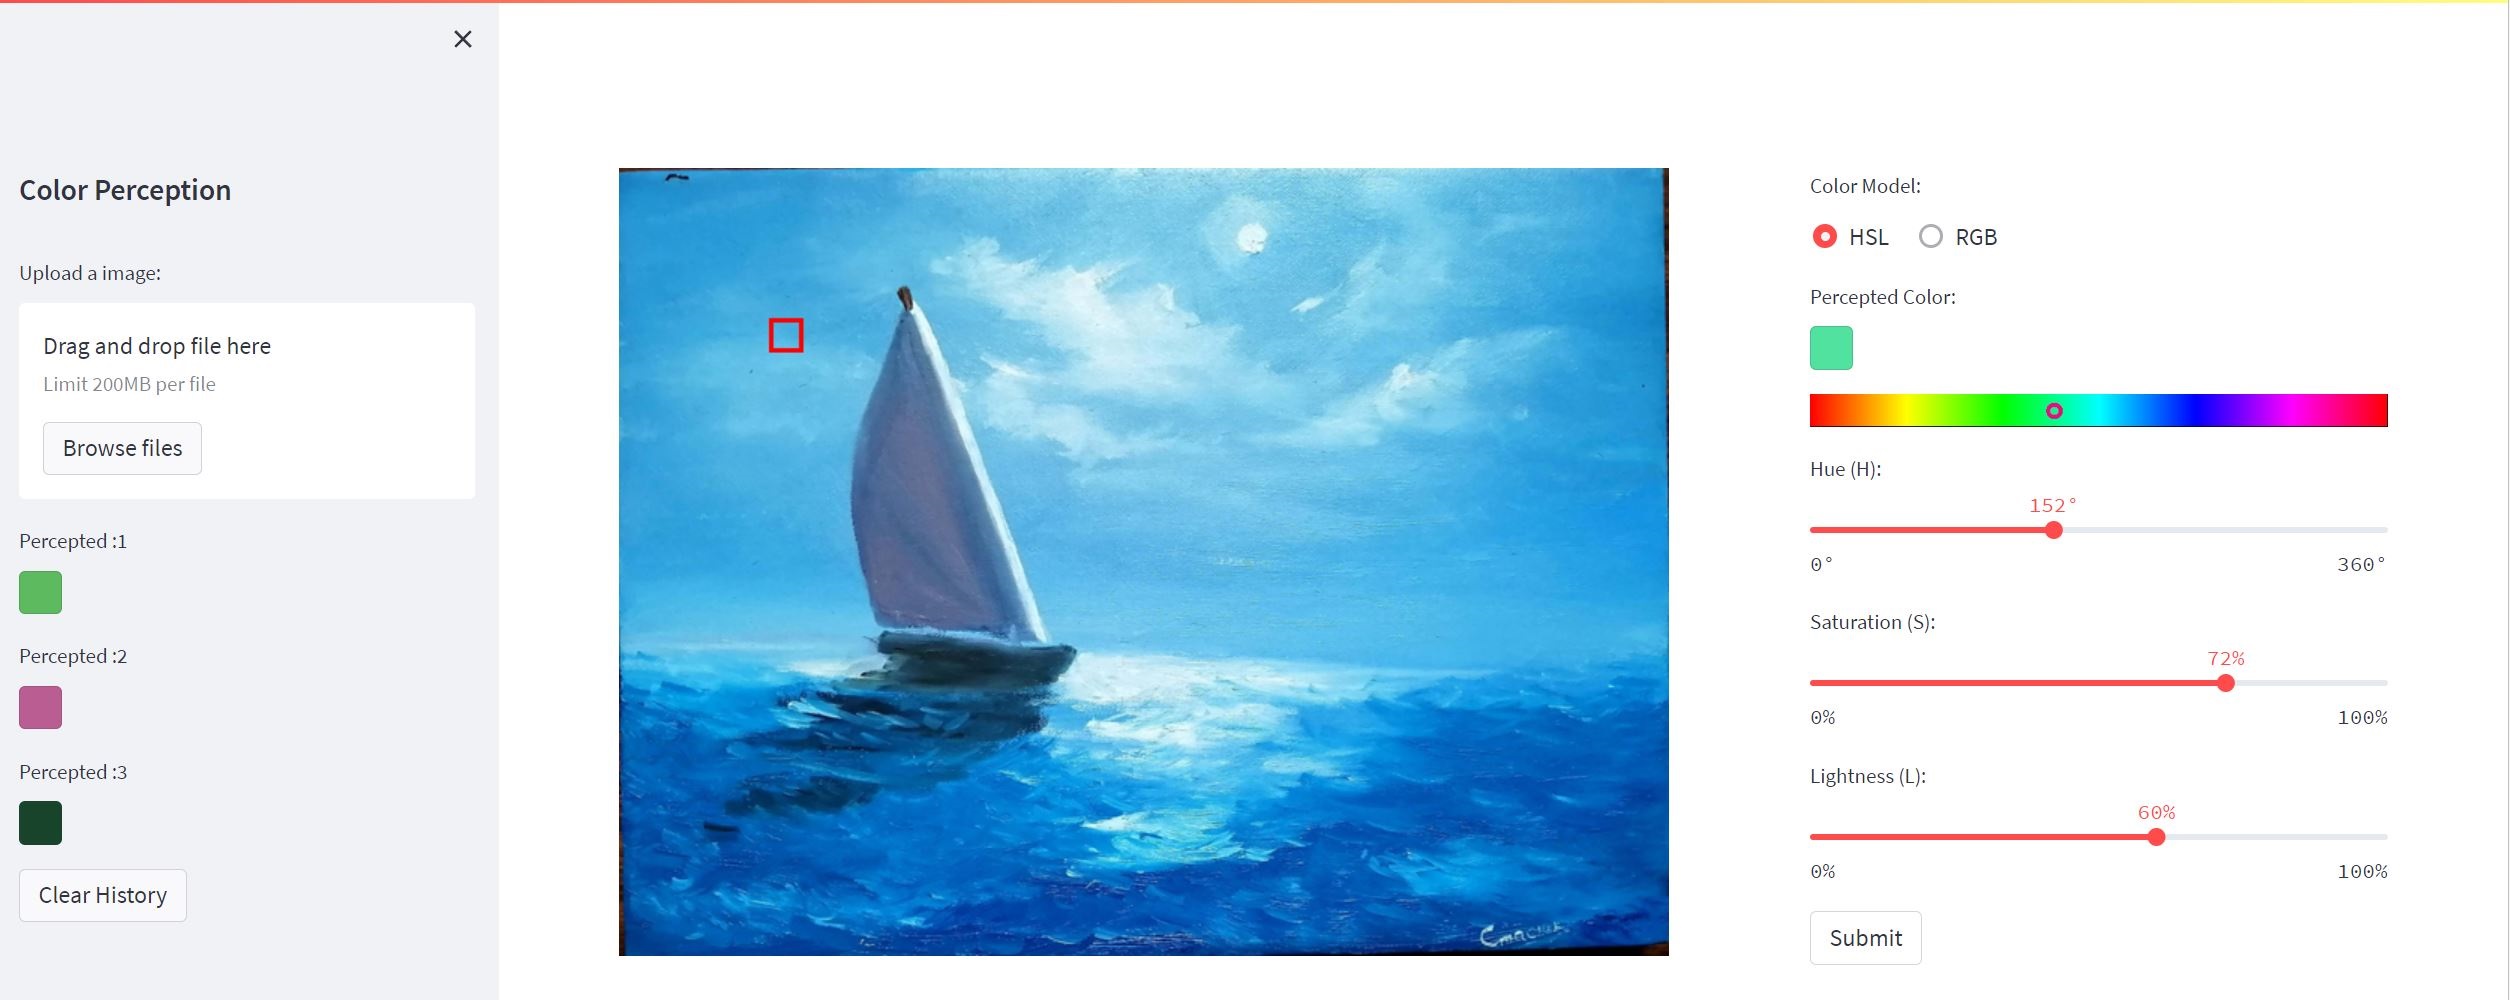 Color Perception
Upload a image:
Drag and drop file here
Limit 200MB per file
Browse files
Percepted :1
Percepted :2
Percepted :3
Clear History
Color Model:
HSL RGB
Percepted Color:
Hue (H):
152°
0° 360°
Saturation (S):
72%
0% 100%
Lightness (L):
60%
0% 100%
Submit